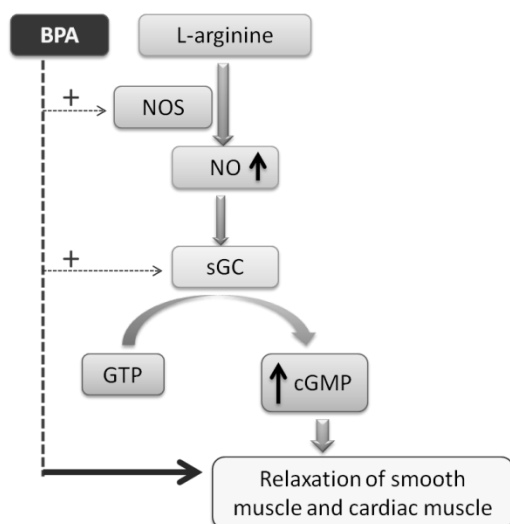 BPA
L-arginine
+
NOS
NO
+
sGC
GTP
cGMP
Relaxation of smooth
muscle and cardiac muscle